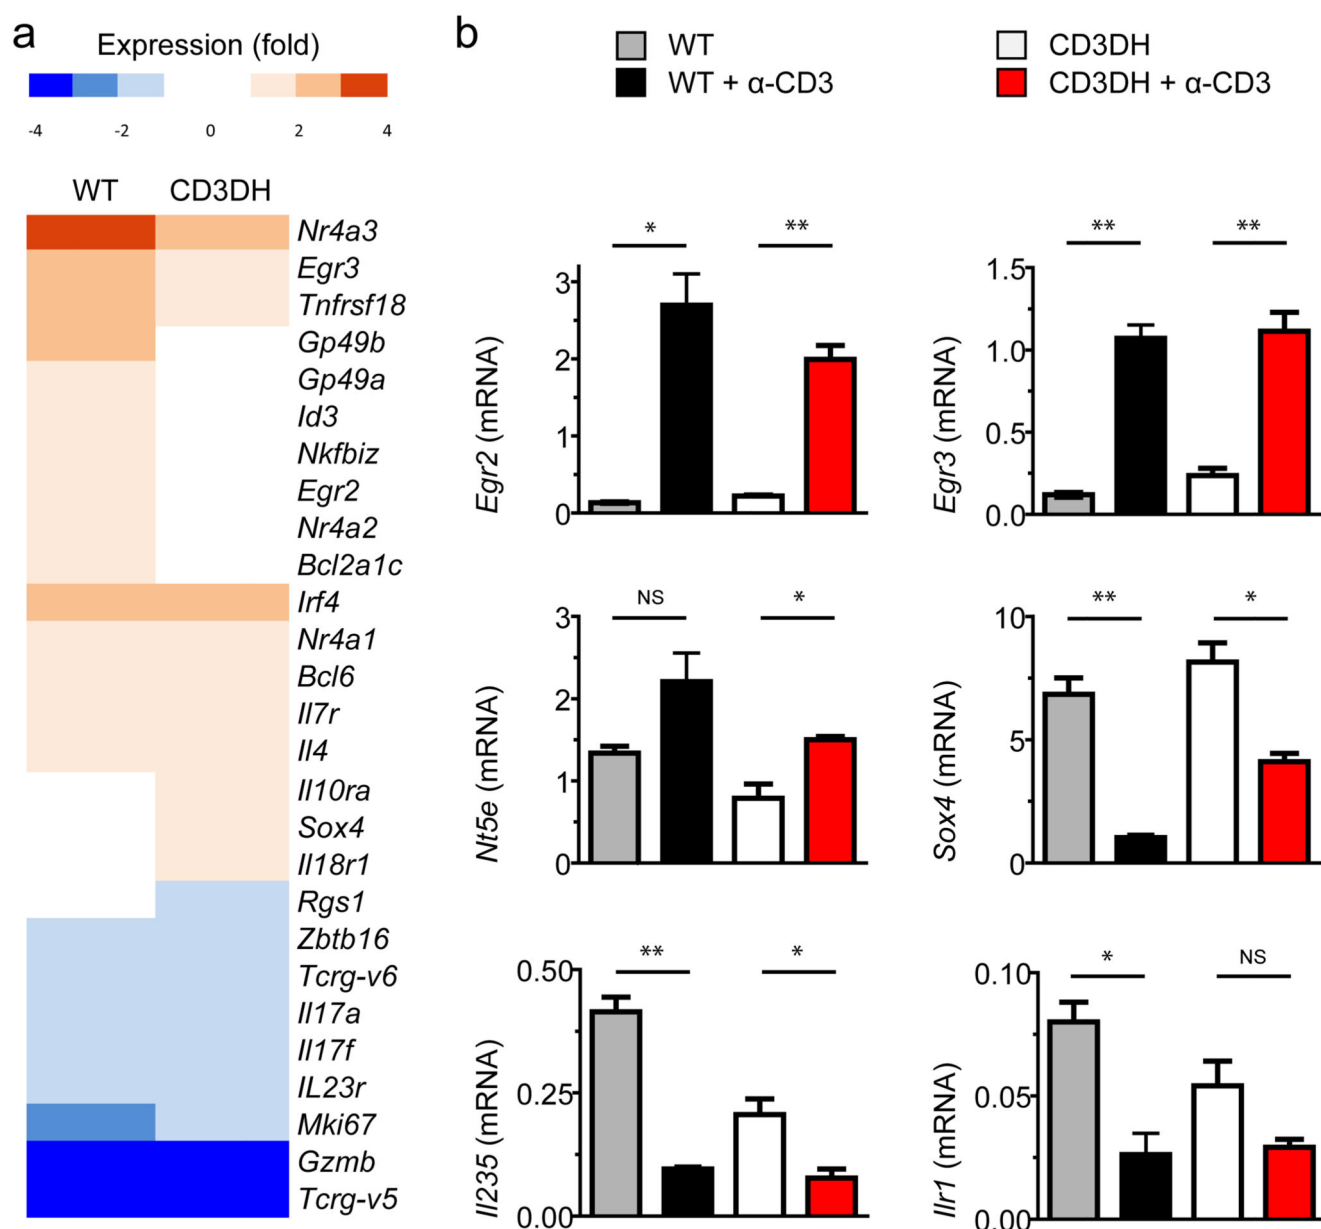 a
Expression (fold)
-4 -2 0 2 4
WT CD3DH
Nr4a3
Egr3
Tnfrsf18
Gp49b
Gp49a
Id3
Nkfbiz
Egr2
Nr4a2
Bcl2a1c
Irf4
Nr4a1
Bcl6
Il7r
Il4
Il10ra
Sox4
Il18r1
Rgs1
Zbtb16
Tcrg-v6
Il17a
Il17f
IL23r
Mki67
Gzmb
Tcrg-v5
b
WT
WT + α-CD3
CD3DH
CD3DH + α-CD3
Egr2 (mRNA)
3
2
1
0
* **
Egr3 (mRNA)
1.5
1.0
0.5
0.0
** **
Nt5e (mRNA)
3
2
1
0
NS *
Sox4 (mRNA)
10
5
0
** *
Il235 (mRNA)
0.50
0.25
0.00
** *
Ilr1 (mRNA)
0.10
0.05
0.00
* NS